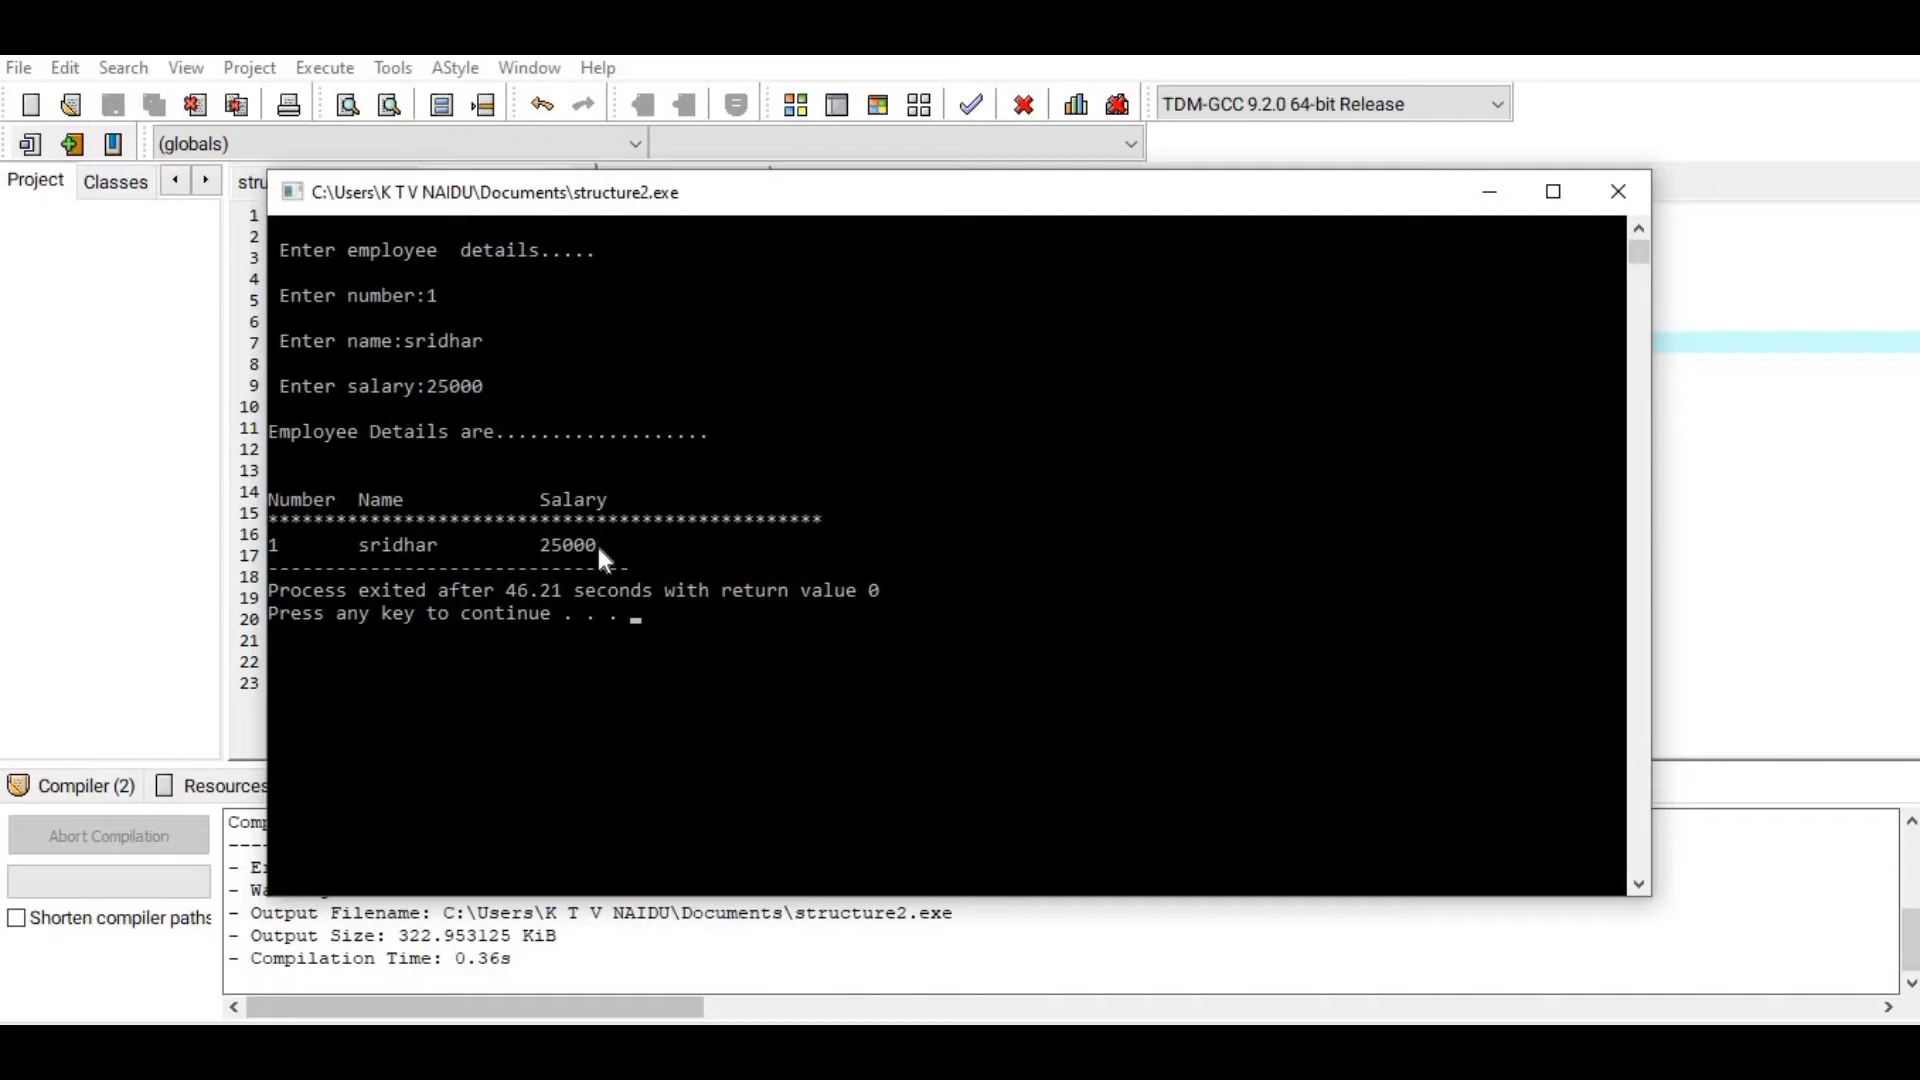 File Edit Search View Project Execute Tools AStyle Window Help
TDM-GCC 9.2.0 64-bit Release
(globals)
Project Classes
C:\Users\K T V NAIDU\Documents\structure2.exe
1
2
3
4
5
6
7
8
9
10
11
12
13
14
15
16
17
18
19
20
21
22
23
Enter employee  details.....
Enter number:1
Enter name:sridhar
Enter salary:25000
Employee Details are...................
Number  Name            Salary
*************************************************
1       sridhar         25000
--------------------------------
Process exited after 46.21 seconds with return value 0
Press any key to continue . . . _
Compiler (2) Resources
Abort Compilation
Shorten compiler paths
- Output Filename: C:\Users\K T V NAIDU\Documents\structure2.exe
- Output Size: 322.953125 KiB
- Compilation Time: 0.36s